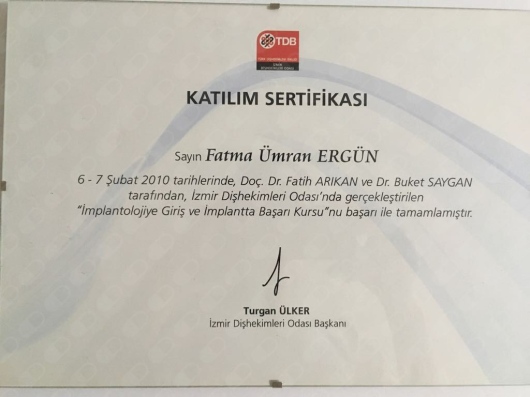 TDB
KATILIM SERTİFİKASI
Sayın Fatma Ümran ERGÜN
6 - 7 Şubat 2010 tarihlerinde, Doç. Dr. Fatih ARIKAN ve Dr. Buket SAYGAN
tarafından, İzmir Dişhekimleri Odası'nda gerçekleştirilen
"İmplantolojiye Giriş ve İmplantta Başarı Kursu"nu başarı ile tamamlamıştır.
Turgan ÜLKER
İzmir Dişhekimleri Odası Başkanı